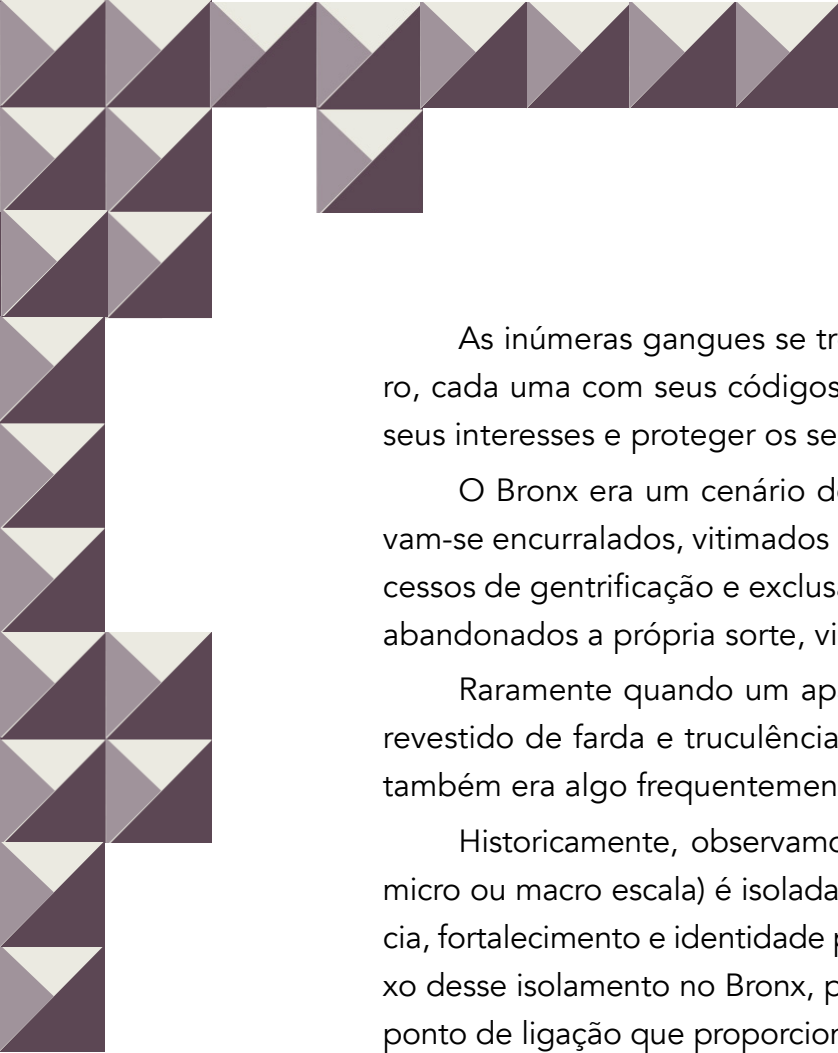 As inúmeras gangues se tr
ro, cada uma com seus códigos
seus interesses e proteger os se
O Bronx era um cenário d
vam-se encurralados, vitimados
cessos de gentrificação e exclus
abandonados a própria sorte, vi
Raramente quando um ap
revestido de farda e truculência
também era algo frequentemen
Historicamente, observamo
micro ou macro escala) é isolada
cia, fortalecimento e identidade p
xo desse isolamento no Bronx, p
ponto de ligação que proporcion